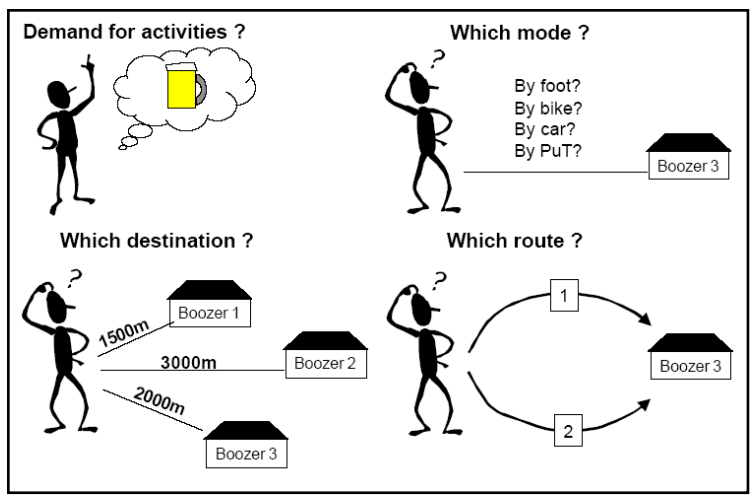 Demand for activities ?
Which mode ?
?
By foot?
By bike?
By car?
By PuT?
Boozer 3
Which destination ?
?
Boozer 1
1500m
3000m
Boozer 2
2000m
Boozer 3
Which route ?
?
1
Boozer 3
2